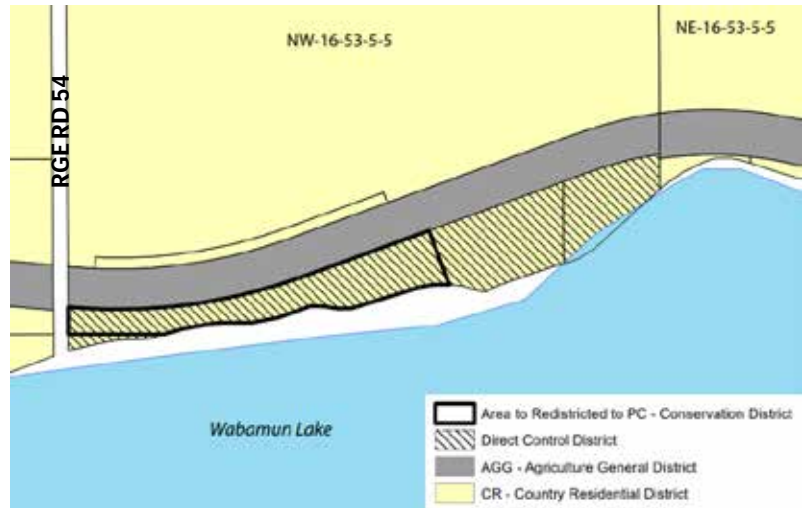 NW-16-53-5-5
NE-16-53-5-5
RGE RD 54
Wabamun Lake
Area to Redistricted to PC - Conservation District
Direct Control District
AGG - Agriculture General District
CR - Country Residential District